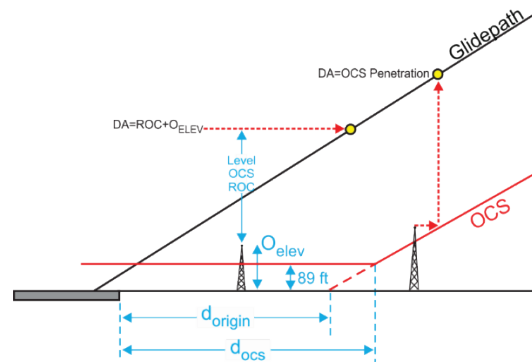 Glidepath
DA=OCS Penetration
DA=ROC+OELEV
Level
OCS
ROC
OCS
Oelev
89 ft
dorigin
docs